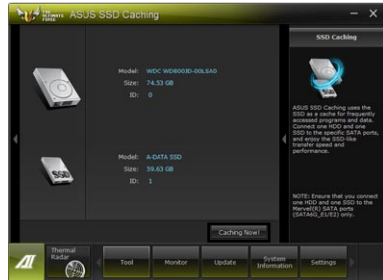 THE
ULTIMATE
FORCE
ASUS SSD Caching
SSD Caching
Model: WDC WD800JD-00LSA0
Size: 74.53 GB
ID: 0
SSD
Model: A-DATA SSD
Size: 59.63 GB
ID: 1
Caching Now!
ASUS SSD Caching uses the
SSD as a cache for frequently
accessed programs and data.
Connect one HDD and one
SSD to the specific SATA ports,
and enjoy the SSD-like
transfer speed and
performance.
NOTE: Ensure that you connect
one HDD and one SSD to the
Marvell(R) SATA ports
(SATA6G_E1/E2) only.
Thermal
Radar
Tool
Monitor
Update
System
Information
Settings